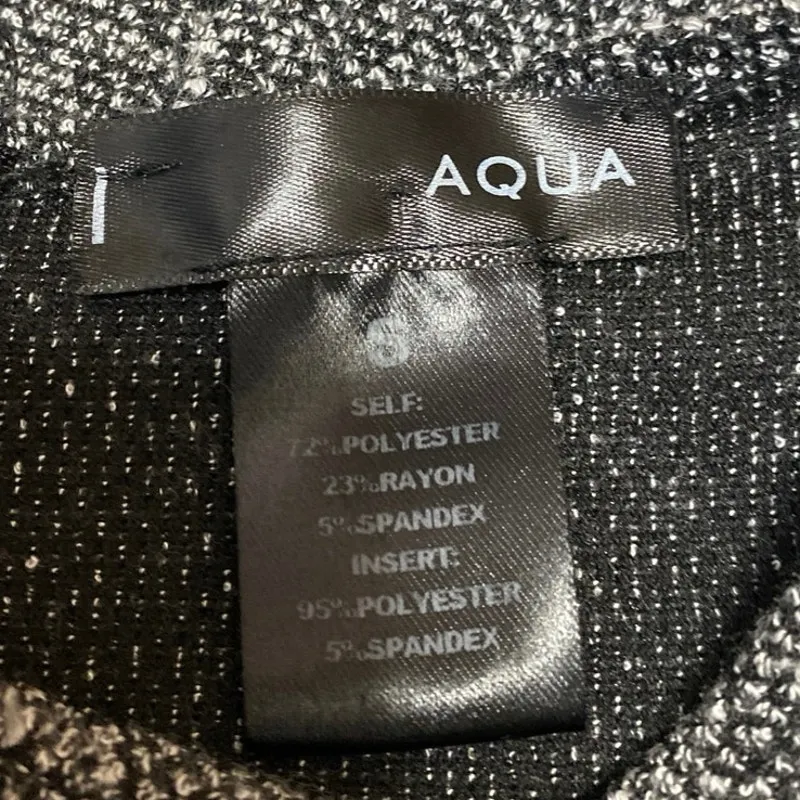 AQUA
S
SELF:
72%POLYESTER
23%RAYON
5%SPANDEX
INSERT:
95%POLYESTER
5%SPANDEX